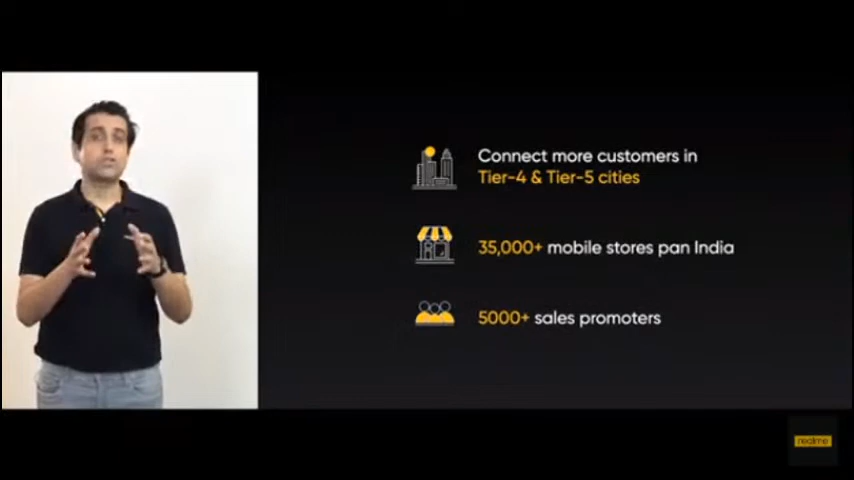 Connect more customers in
Tier-4 & Tier-5 cities
35,000+ mobile stores pan India
5000+ sales promoters
realme